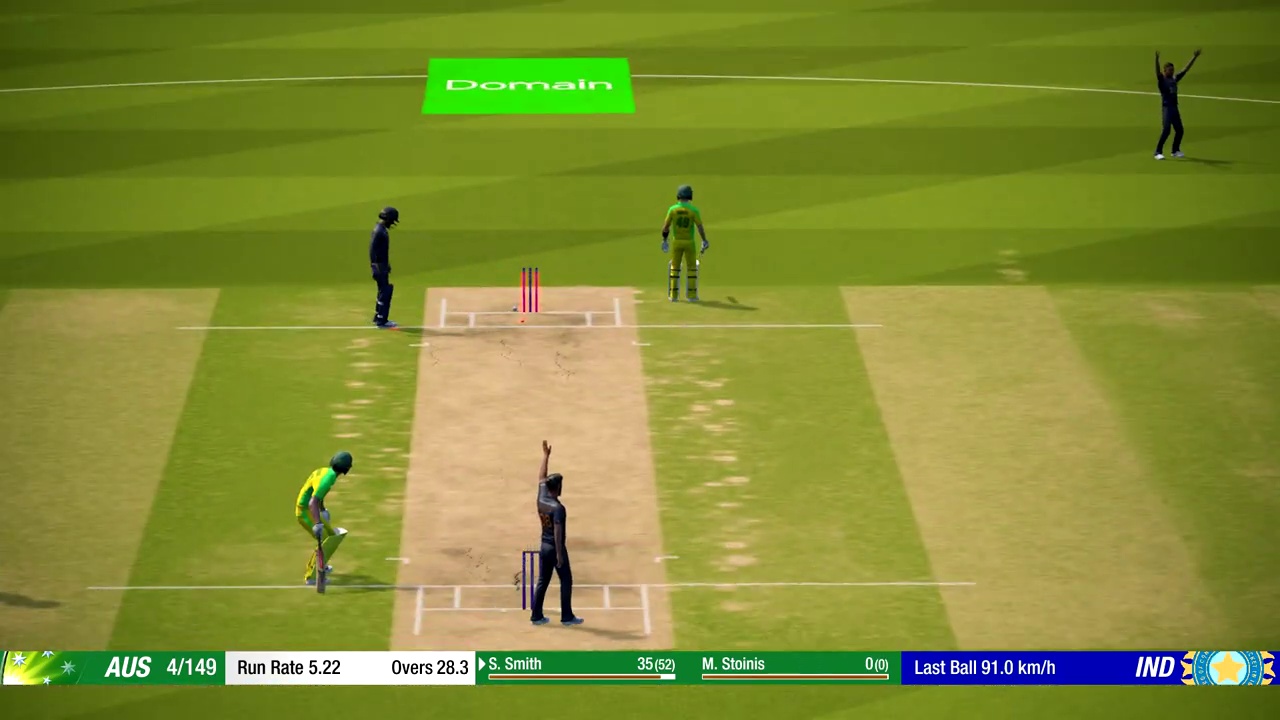 Domain
49
AUS 4/149 Run Rate 5.22 Overs 28.3 S. Smith 35 (52) M. Stoinis 0 (0) Last Ball 91.0 km/h IND